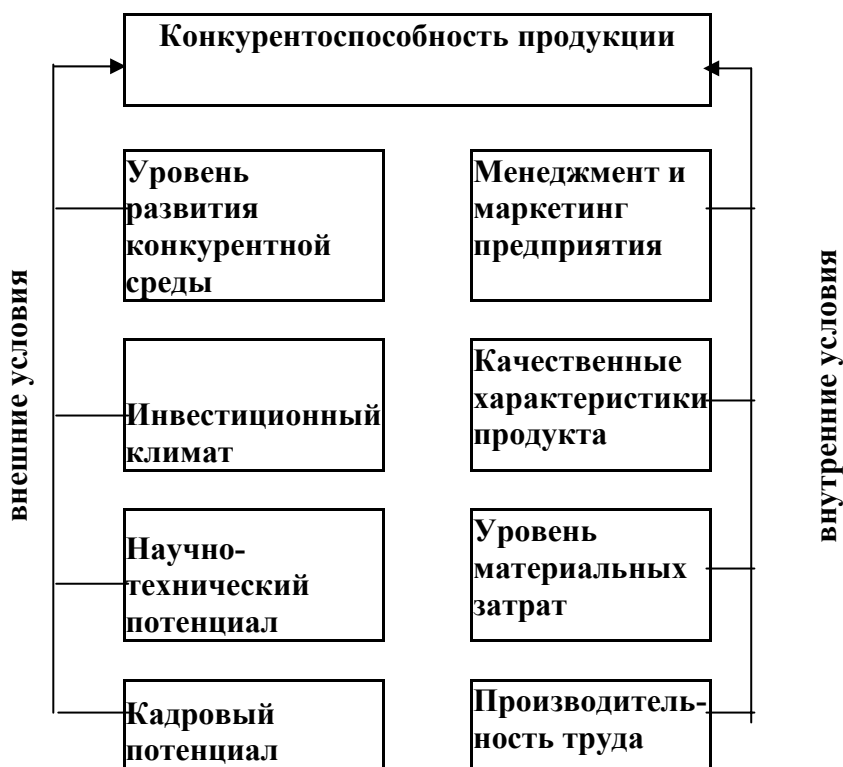 Конкурентоспособность продукции
Уровень
развития
конкурентной
среды
Менеджмент и
маркетинг
предприятия
внешние условия
внутренние условия
Инвестиционный
климат
Качественные
характеристики
продукта
Научно-
технический
потенциал
Уровень
материальных
затрат
Кадровый
потенциал
Производитель-
ность труда